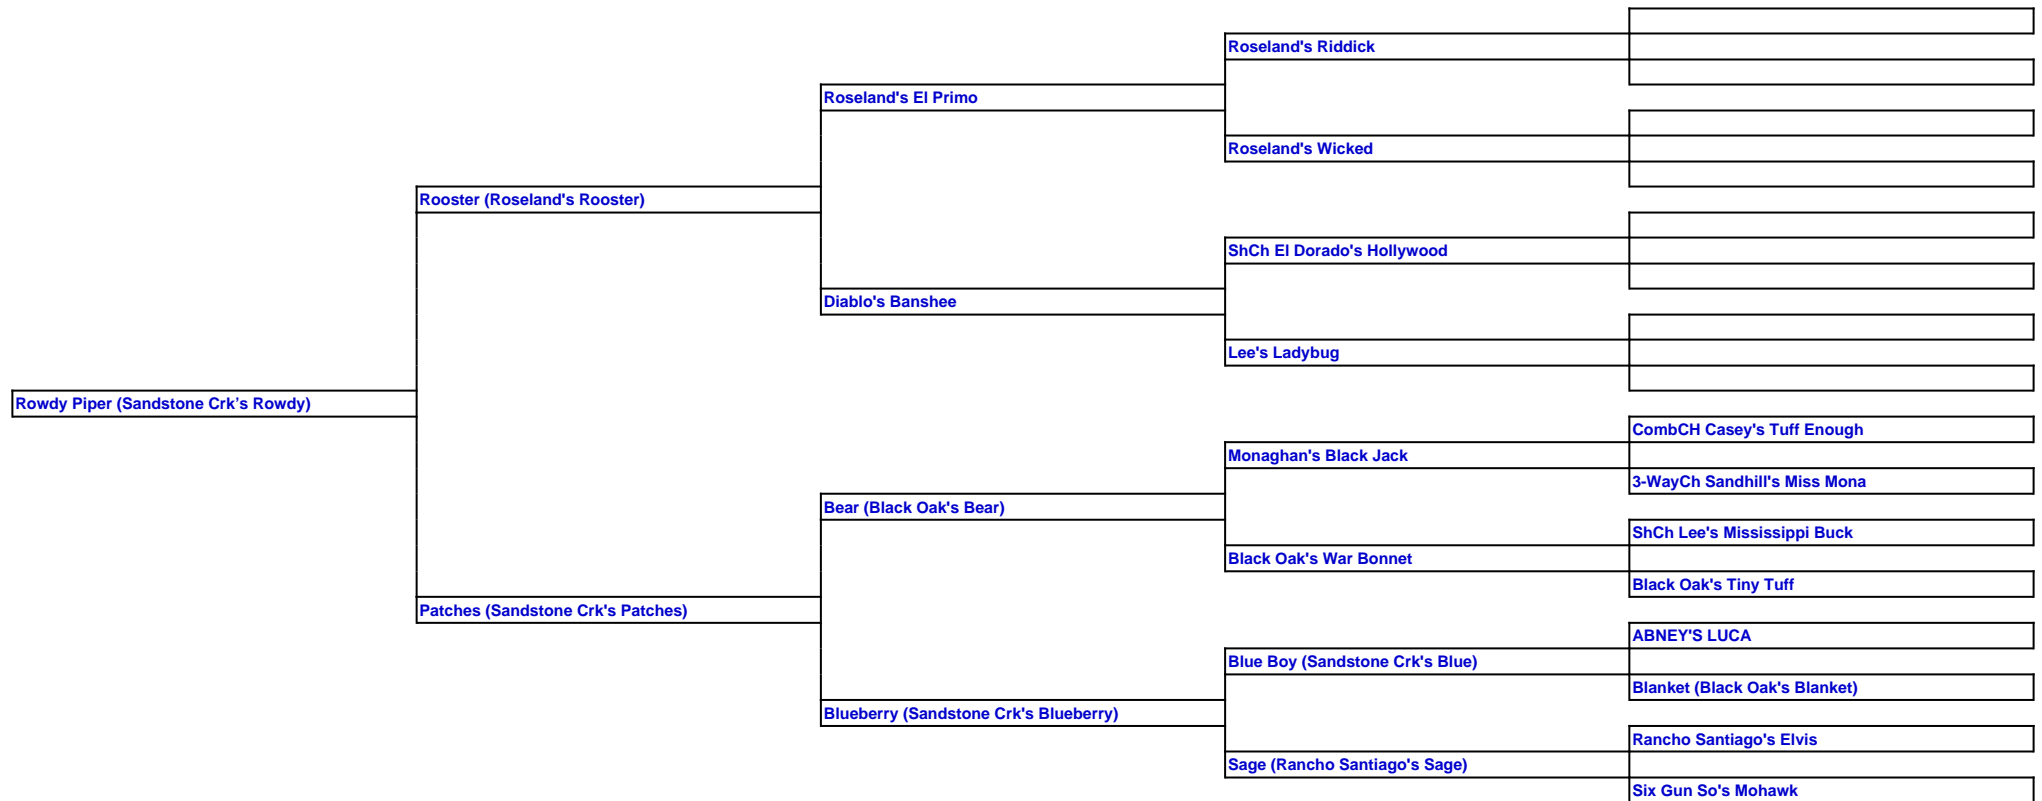 Roseland's Riddick
Roseland's El Primo
Roseland's Wicked
Rooster (Roseland's Rooster)
ShCh El Dorado's Hollywood
Diablo's Banshee
Lee's Ladybug
Rowdy Piper (Sandstone Crk’s Rowdy)
CombCH Casey's Tuff Enough
Monaghan's Black Jack
3-WayCh Sandhill's Miss Mona
Bear (Black Oak's Bear)
ShCh Lee's Mississippi Buck
Black Oak's War Bonnet
Black Oak's Tiny Tuff
Patches (Sandstone Crk's Patches)
ABNEY'S LUCA
Blue Boy (Sandstone Crk's Blue)
Blanket (Black Oak's Blanket)
Blueberry (Sandstone Crk's Blueberry)
Rancho Santiago's Elvis
Sage (Rancho Santiago's Sage)
Six Gun So's Mohawk